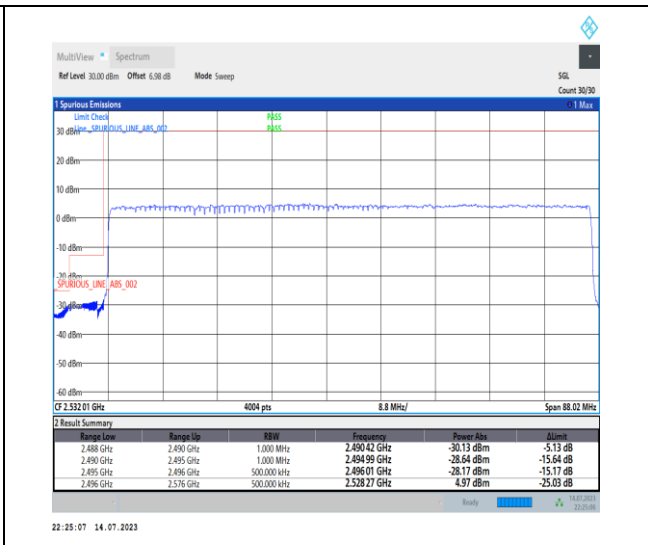 MultiView Spectrum
Ref Level 30.00 dBm Offset 6.98 dB Mode Sweep SGL
Count 30/30
1 Spurious Emissions 1 Max
Limit Check PASS
Line _SPURIOUS_LINE_ABS_002 PASS
30 dBm
20 dBm
10 dBm
0 dBm
-10 dBm
-20 dBm
_SPURIOUS_LINE_ABS_002
-30 dBm
-40 dBm
-50 dBm
-60 dBm
CF 2.532 01 GHz 4004 pts 8.8 MHz/ Span 88.02 MHz
2 Result Summary
Range Low Range Up RBW Frequency Power Abs ΔLimit
2.488 GHz 2.490 GHz 1.000 MHz 2.490 42 GHz -30.13 dBm -5.13 dB
2.490 GHz 2.495 GHz 1.000 MHz 2.494 99 GHz -28.64 dBm -15.64 dB
2.495 GHz 2.496 GHz 500.000 kHz 2.496 01 GHz -28.17 dBm -15.17 dB
2.496 GHz 2.576 GHz 500.000 kHz 2.528 27 GHz 4.97 dBm -25.03 dB
Ready 14.07.2023
22:25:06
22:25:07 14.07.2023